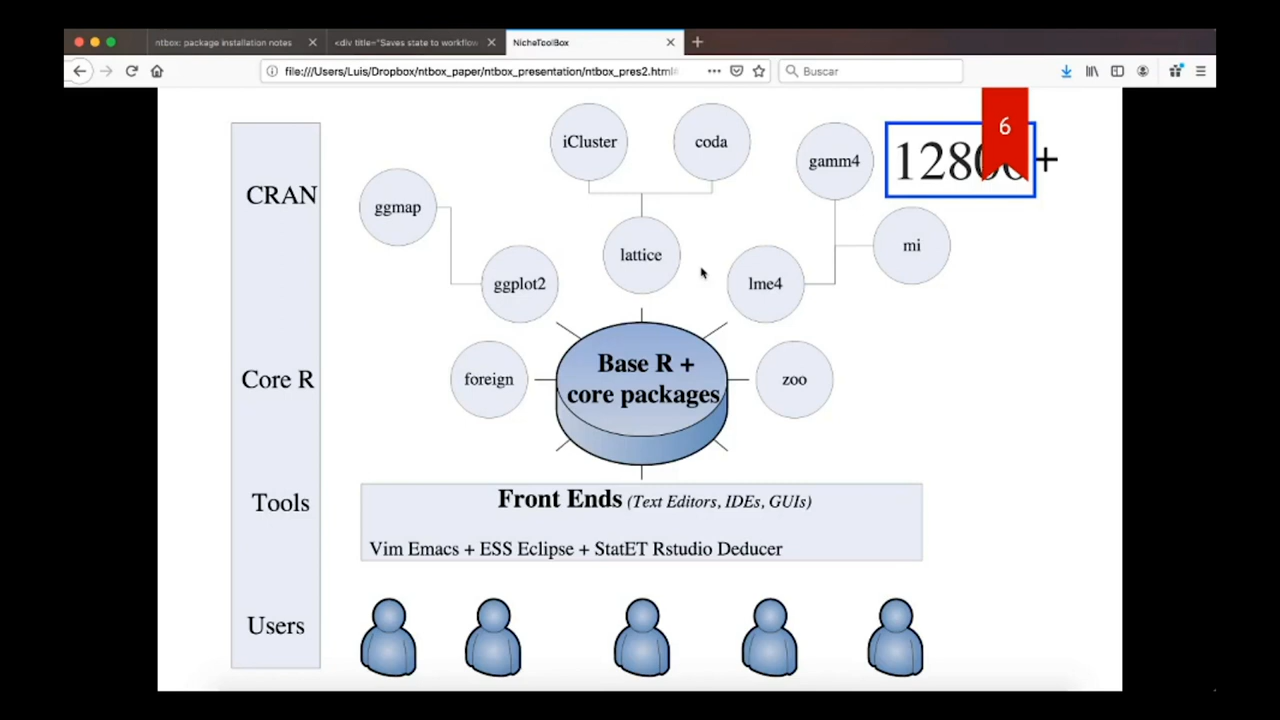 ntbox: package installation notes
<div title="Saves state to workflow
NicheToolBox
file:///Users/Luis/Dropbox/ntbox_paper/ntbox_presentation/ntbox_pres2.html#
Buscar
6
iCluster
coda
gamm4
+
CRAN
ggmap
mi
lattice
ggplot2
lme4
Base R +
core packages
Core R
foreign
zoo
Tools
Front Ends (Text Editors, IDEs, GUIs)
Vim Emacs + ESS Eclipse + StatET Rstudio Deducer
Users